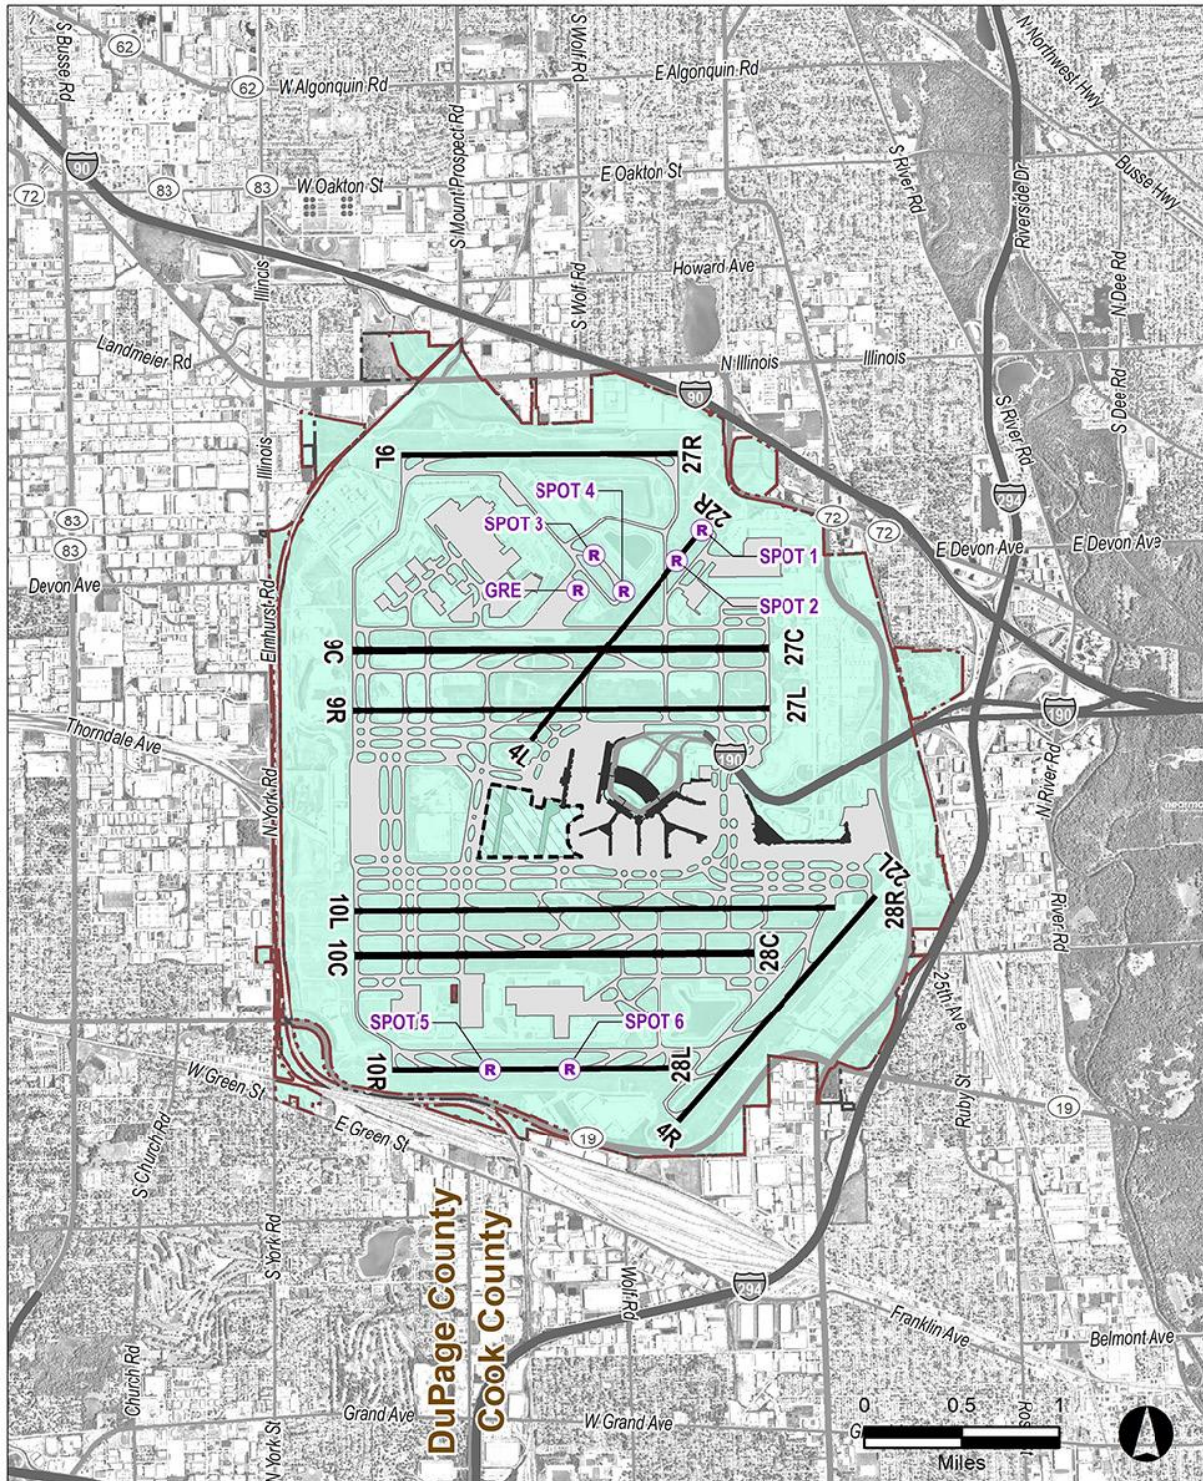 S Busse Rd
62
62
W Algonquin Rd
S Mount Prospect Rd
S Wolf Rd
E Algonquin Rd
N Northwest Hwy
Busse Hwy
S River Rd
Riverside Dr
90
72
83
83
W Oakton St
E Oakton St
Howard Ave
S Wolf Rd
N Dee Rd
Illinois
Landmeier Rd
N Illinois
Illinois
90
S Dee Rd
S River Rd
Illinois
9L
27R
SPOT 4
SPOT 3
R
R
R
GRE
22R
R
R
SPOT 1
SPOT 2
294
72
72
E Devon Ave
E Devon Ave
83
83
Devon Ave
Elmhurst Rd
9C
27C
9R
27L
4L
190
190
Thorndale Ave
N York Rd
N River Rd
22L
28R
10L
10C
28C
River Rd
25th Ave
SPOT 5
SPOT 6
R
R
10R
28L
4R
19
19
Ruby St
W Green St
E Green St
S Church Rd
S York Rd
DuPage County
Cook County
Wolf Rd
294
Franklin Ave
Belmont Ave
Church Rd
N York St
Grand Ave
W Grand Ave
0 0.5 1
Miles